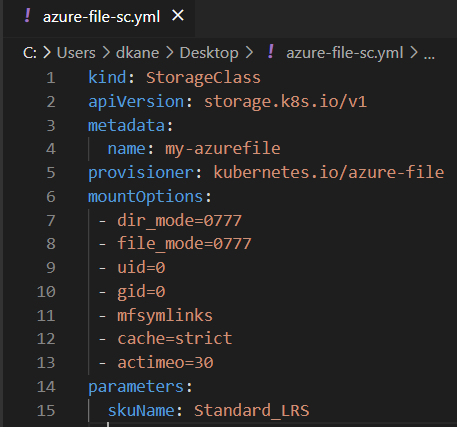 ! azure-file-sc.yml ×
C: > Users > dkane > Desktop > ! azure-file-sc.yml > ...
1 kind: StorageClass
2 apiVersion: storage.k8s.io/v1
3 metadata:
4   name: my-azurefile
5 provisioner: kubernetes.io/azure-file
6 mountOptions:
7  - dir_mode=0777
8  - file_mode=0777
9  - uid=0
10  - gid=0
11  - mfsymlinks
12  - cache=strict
13  - actimeo=30
14 parameters:
15   skuName: Standard_LRS